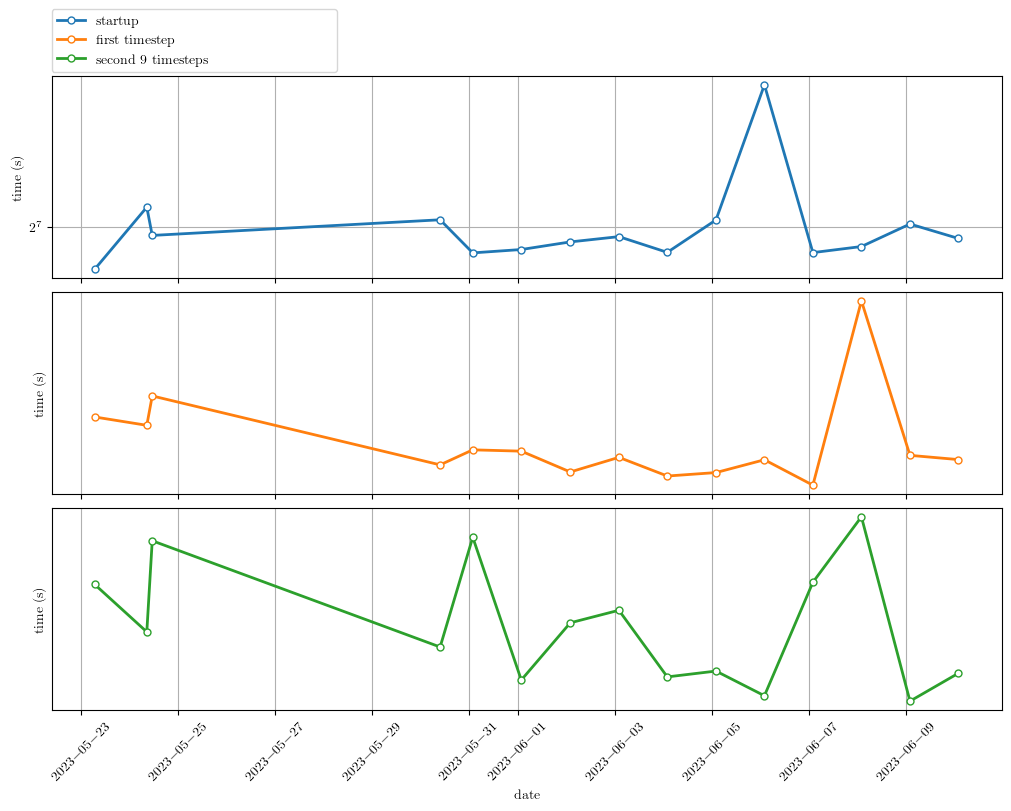 startup
first timestep
second 9 timesteps
time (s)
2⁷
time (s)
time (s)
2023−05−23
2023−05−25
2023−05−27
2023−05−29
2023−05−31
2023−06−01
2023−06−03
2023−06−05
2023−06−07
2023−06−09
date